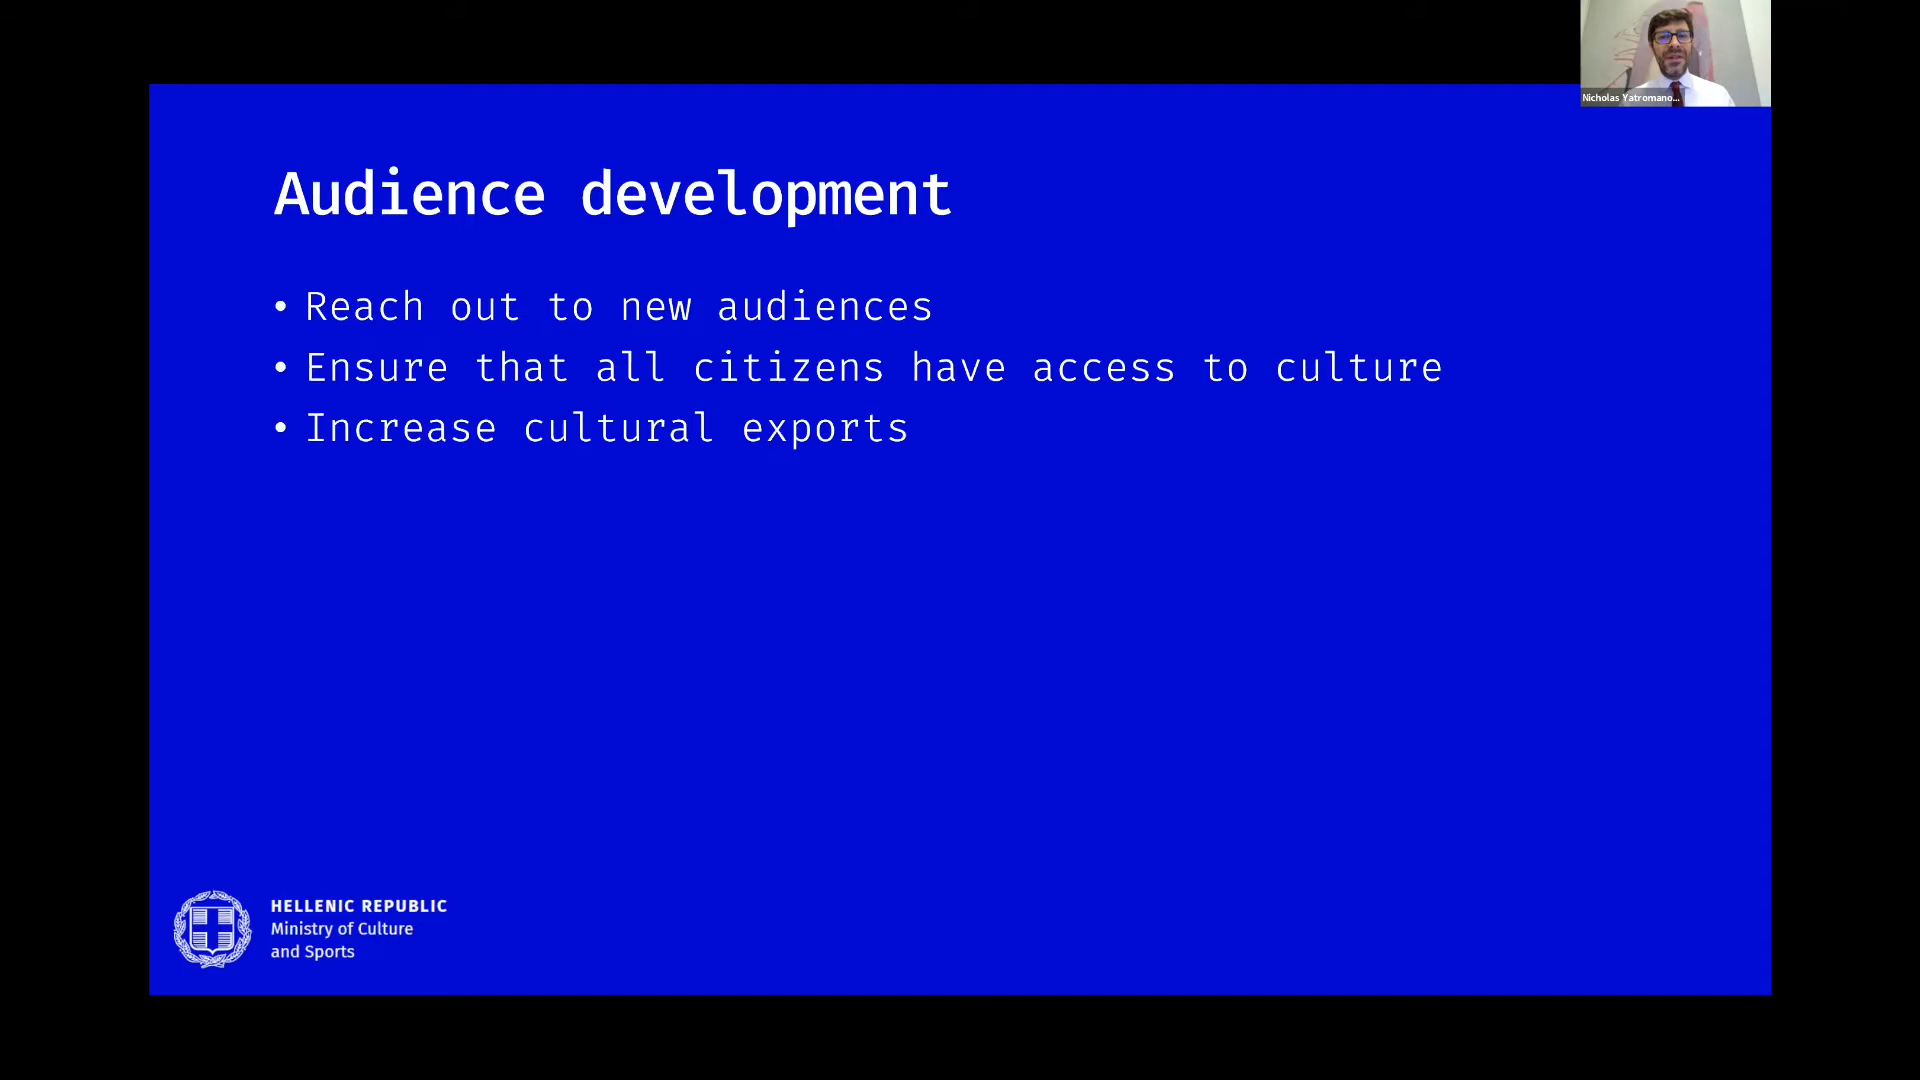 Nicholas Yatromano...
Audience development
• Reach out to new audiences
• Ensure that all citizens have access to culture
• Increase cultural exports
HELLENIC REPUBLIC
Ministry of Culture
and Sports